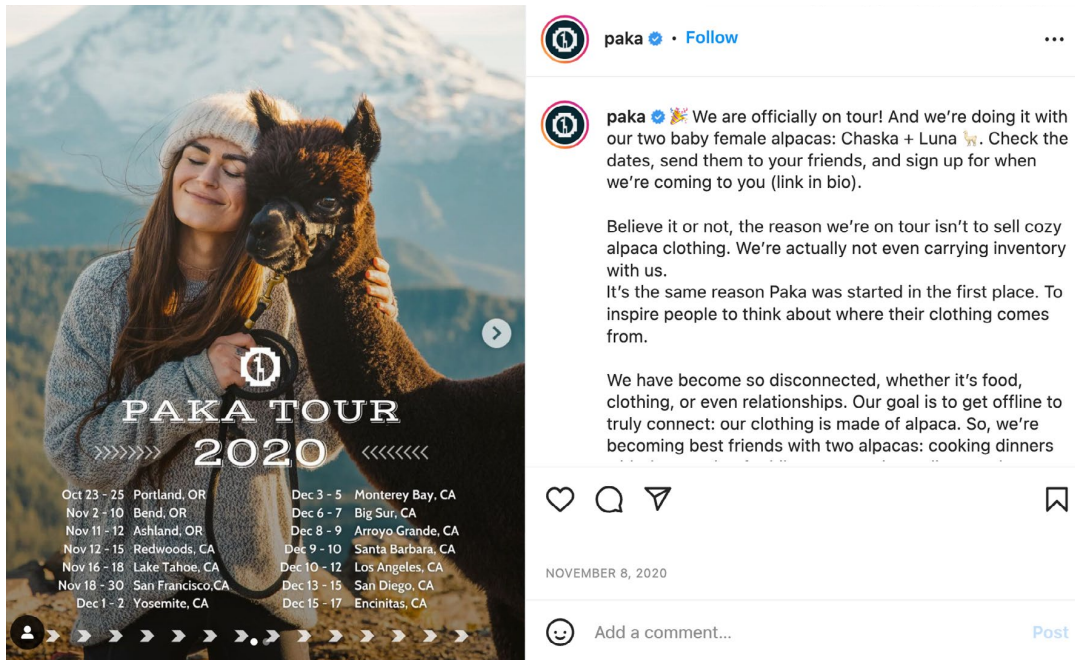 PAKA TOUR
2020
Oct 23 - 25 Portland, OR
Nov 2 - 10 Bend, OR
Nov 11 - 12 Ashland, OR
Nov 12 - 15 Redwoods, CA
Nov 16 - 18 Lake Tahoe, CA
Nov 18 - 30 San Francisco,CA
Dec 1 - 2 Yosemite, CA
Dec 3 - 5 Monterey Bay, CA
Dec 6 - 7 Big Sur, CA
Dec 8 - 9 Arroyo Grande, CA
Dec 9 - 10 Santa Barbara, CA
Dec 10 - 12 Los Angeles, CA
Dec 13 - 15 San Diego, CA
Dec 15 - 17 Encinitas, CA
paka • Follow
paka 🎉 We are officially on tour! And we’re doing it with
our two baby female alpacas: Chaska + Luna 🦙. Check the
dates, send them to your friends, and sign up for when
we’re coming to you (link in bio).
Believe it or not, the reason we’re on tour isn’t to sell cozy
alpaca clothing. We’re actually not even carrying inventory
with us.
It’s the same reason Paka was started in the first place. To
inspire people to think about where their clothing comes
from.
We have become so disconnected, whether it’s food,
clothing, or even relationships. Our goal is to get offline to
truly connect: our clothing is made of alpaca. So, we’re
becoming best friends with two alpacas: cooking dinners
NOVEMBER 8, 2020
Add a comment...
Post